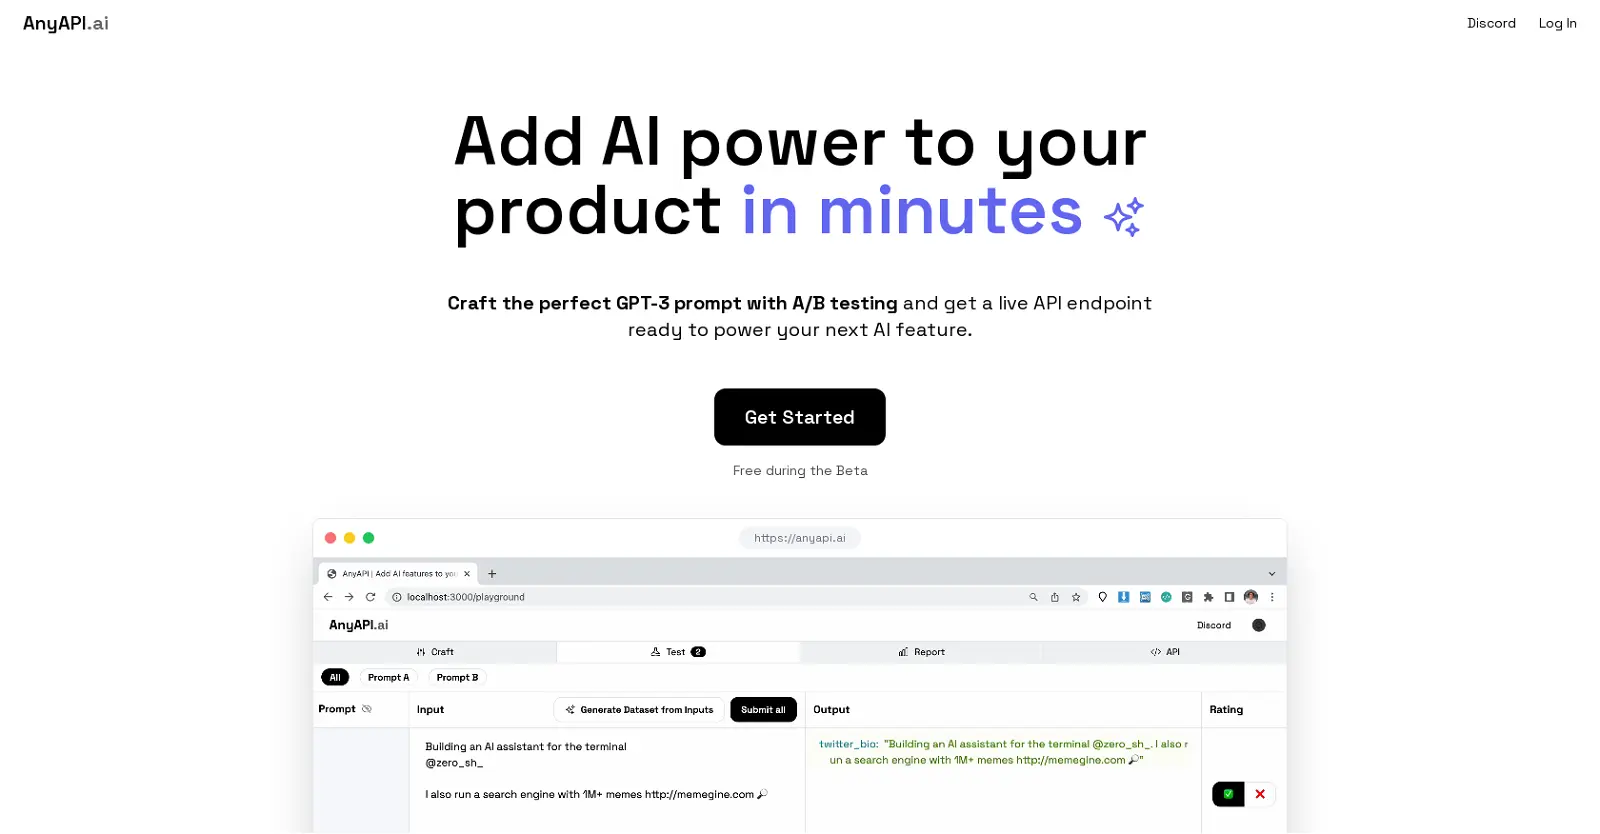 AnyAPI.ai
Discord
Log In
Add AI power to your
product in minutes
Craft the perfect GPT-3 prompt with A/B testing and get a live API endpoint
ready to power your next AI feature.
Get Started
Free during the Beta
https://anyapi.ai
AnyAPI | Add AI features to you
localhost:3000/playground
AnyAPI.ai
Discord
Craft
Test 2
Report
API
All
Prompt A
Prompt B
Prompt
Input
Generate Dataset from Inputs
Submit all
Output
Rating
Building an AI assistant for the terminal
@zero_sh_
I also run a search engine with 1M+ memes http://memegine.com
twitter_bio: "Building an AI assistant for the terminal @zero_sh_. I also r
un a search engine with 1M+ memes http://memegine.com 🔎"